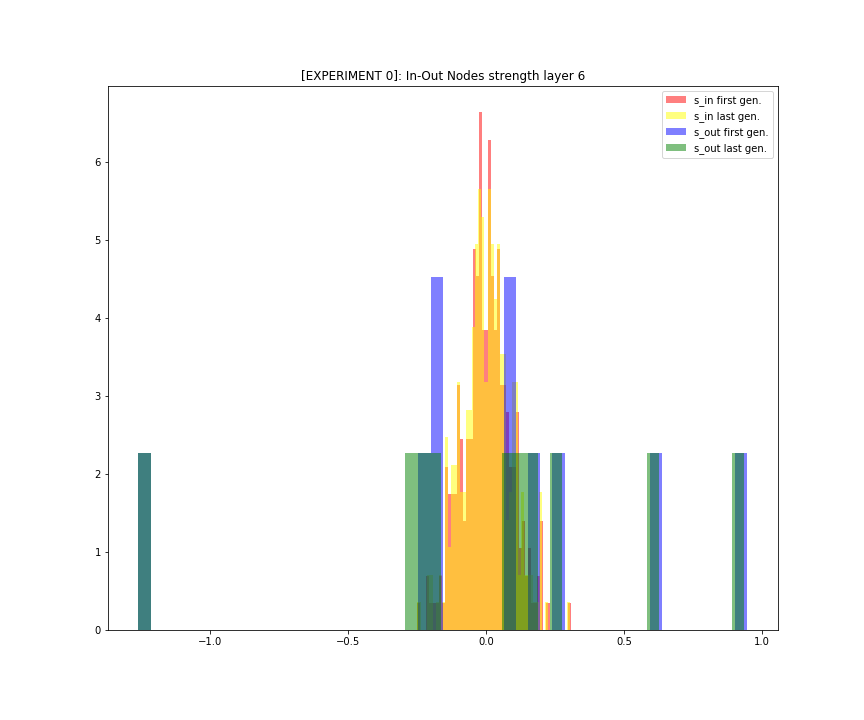 [EXPERIMENT 0]: In-Out Nodes strength layer 6
s_in first gen.
s_in last gen.
s_out first gen.
s_out last gen.
6
5
4
3
2
1
0
−1.0
−0.5
0.0
0.5
1.0